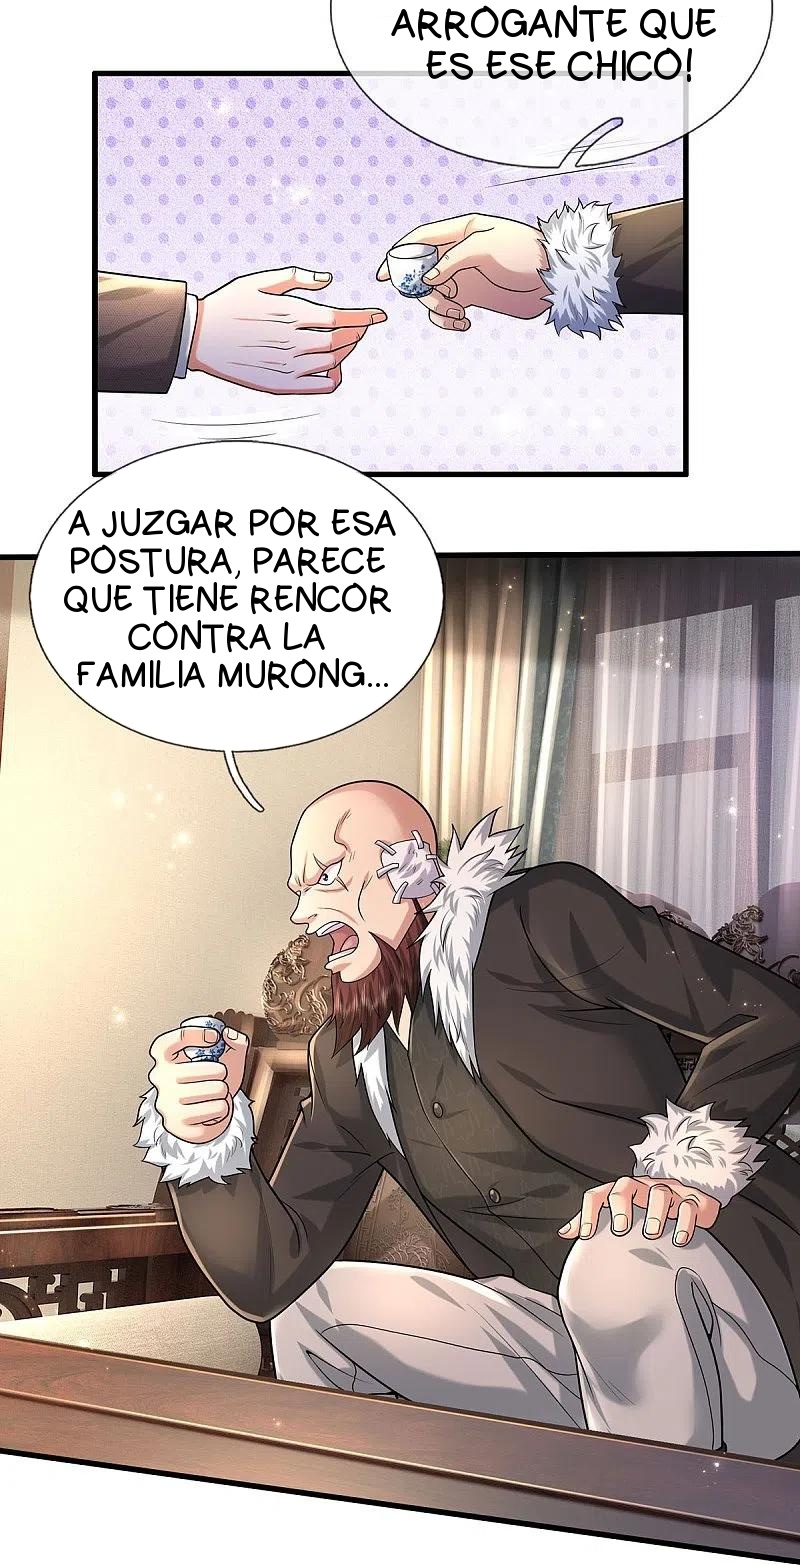 ARROGANTE QUE
ES ESE CHICO!
A JUZGAR POR ESA
POSTURA, PARECE
QUE TIENE RENCOR
CONTRA LA
FAMILIA MURONG...